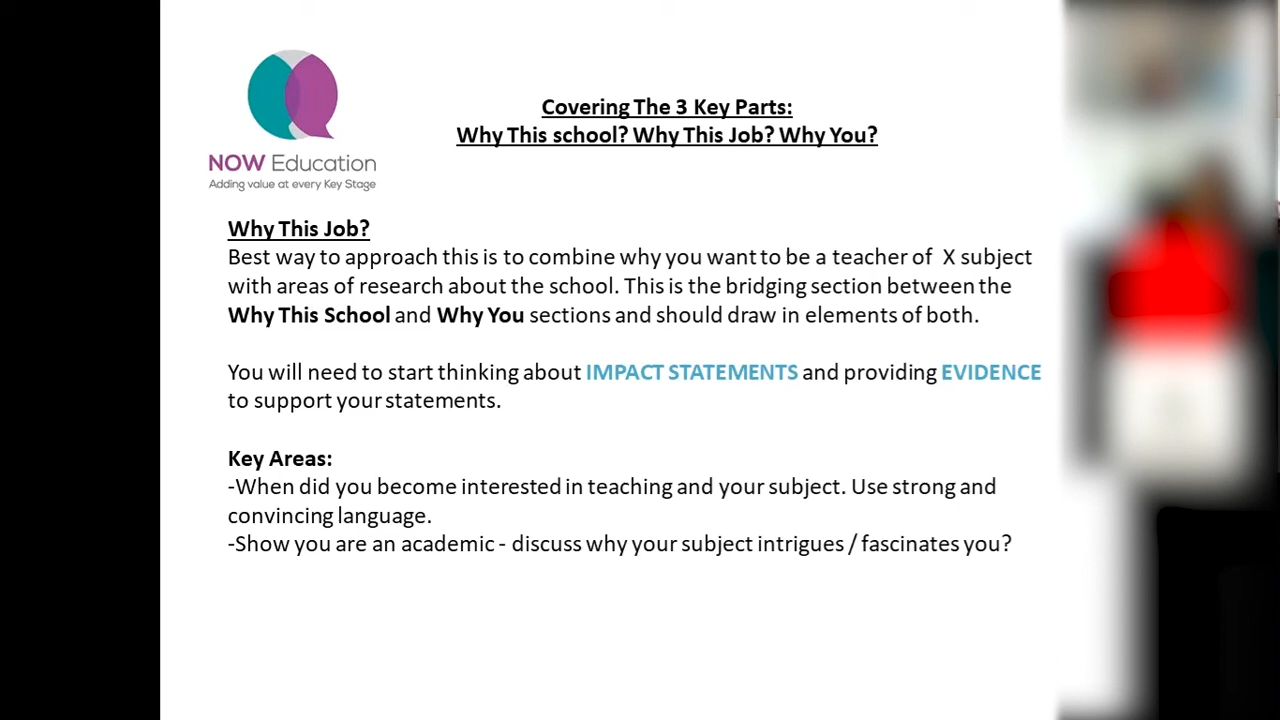 NOW Education
Adding value at every Key Stage
Covering The 3 Key Parts:
Why This school? Why This Job? Why You?
Why This Job?
Best way to approach this is to combine why you want to be a teacher of X subject
with areas of research about the school. This is the bridging section between the
Why This School and Why You sections and should draw in elements of both.
You will need to start thinking about IMPACT STATEMENTS and providing EVIDENCE
to support your statements.
Key Areas:
-When did you become interested in teaching and your subject. Use strong and
convincing language.
-Show you are an academic - discuss why your subject intrigues / fascinates you?